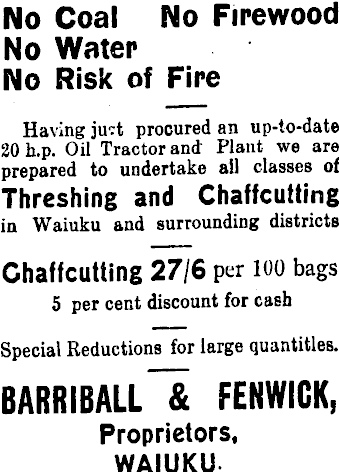 No Coal No Firewood
No Water
No Risk of Fire
Having just procured an up-to-date
20 h.p. Oil Tractor and Plant we are
prepared to undertake all classes of
Threshing and Chaffcutting
in Waiuku and surrounding districts
Chaffcutting 27/6 per 100 bags
5 per cent discount for cash
Special Reductions for large quantities.
BARRIBALL & FENWICK,
Proprietors,
WAIUKU.